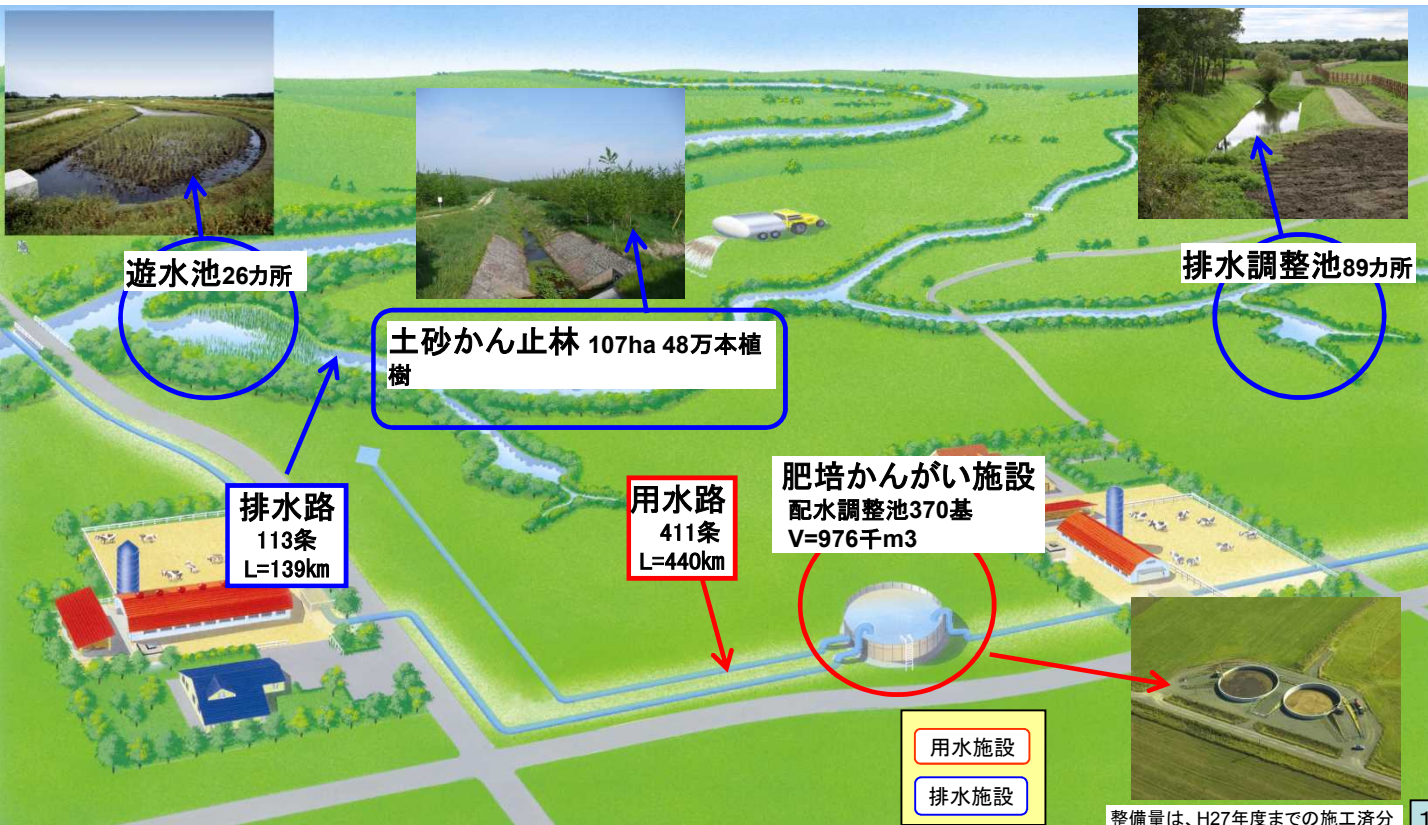 遊水池26カ所
土砂かん止林 107ha 48万本植
樹
排水調整池89カ所
排水路
113条
L=139km
用水路
411条
L=440km
肥培かんがい施設
配水調整池370基
V=976千m3
用水施設
排水施設
整備量は、H27年度までの施工済分